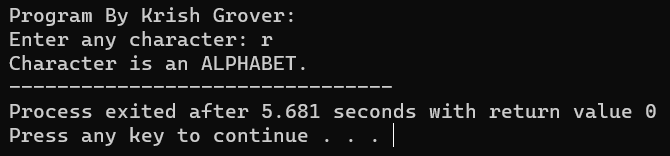 Program By Krish Grover:
Enter any character: r
Character is an ALPHABET.
--------------------------------
Process exited after 5.681 seconds with return value 0
Press any key to continue . . .